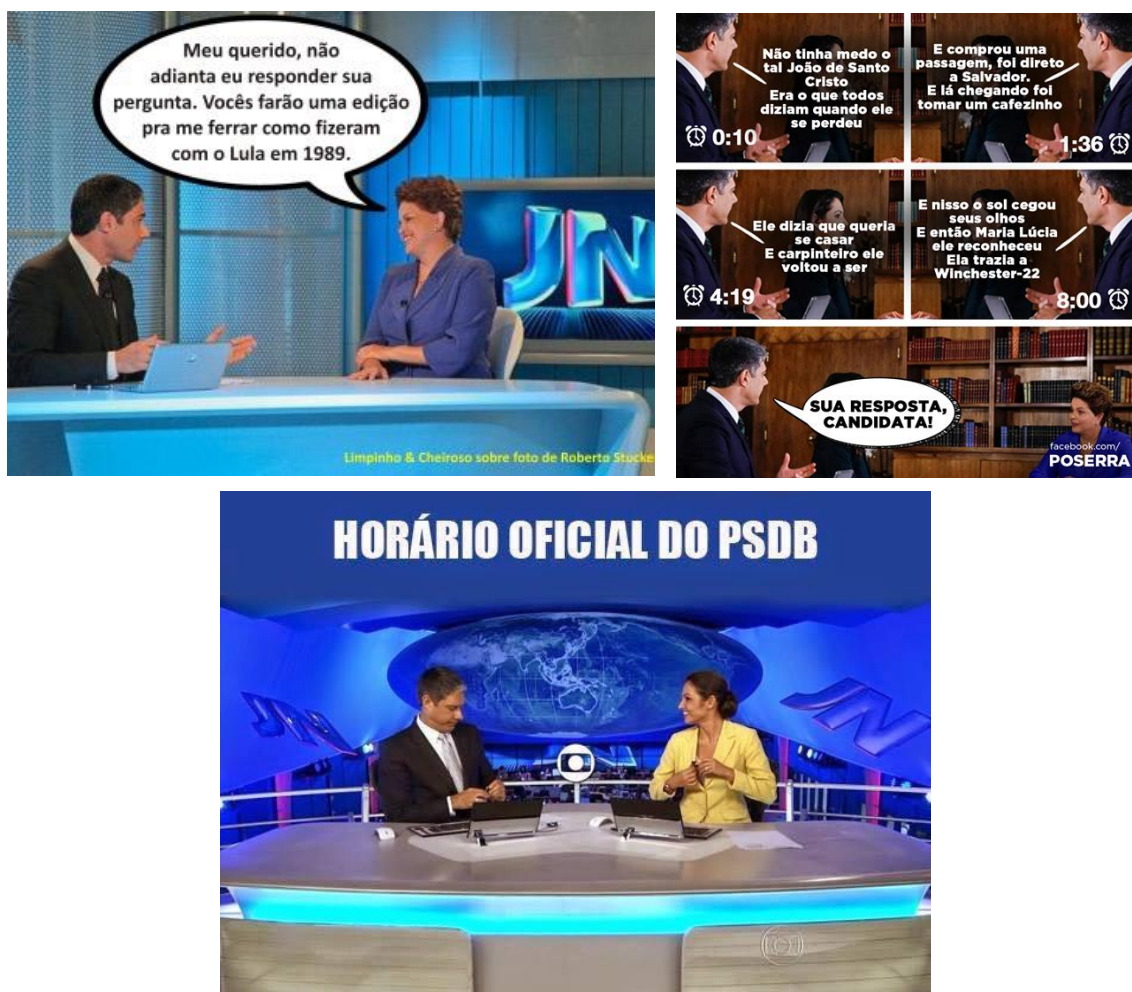 Meu querido, não
adianta eu responder sua
pergunta. Vocês farão uma edição
pra me ferrar como fizeram
com o Lula em 1989.
JN
Limpinho & Cheiroso sobre foto de Roberto Stucke
Não tinha medo o
tal João de Santo
Cristo
Era o que todos
diziam quando ele
se perdeu
0:10
E comprou uma
passagem, foi direto
a Salvador.
E lá chegando foi
tomar um cafezinho
1:36
Ele dizia que queria
se casar
E carpinteiro ele
voltou a ser
4:19
E nisso o sol cegou
seus olhos
E então Maria Lúcia
ele reconheceu
Ela trazia a
Winchester-22
8:00
SUA RESPOSTA,
CANDIDATA!
facebook.com/
POSERRA
HORÁRIO OFICIAL DO PSDB
JN
JN